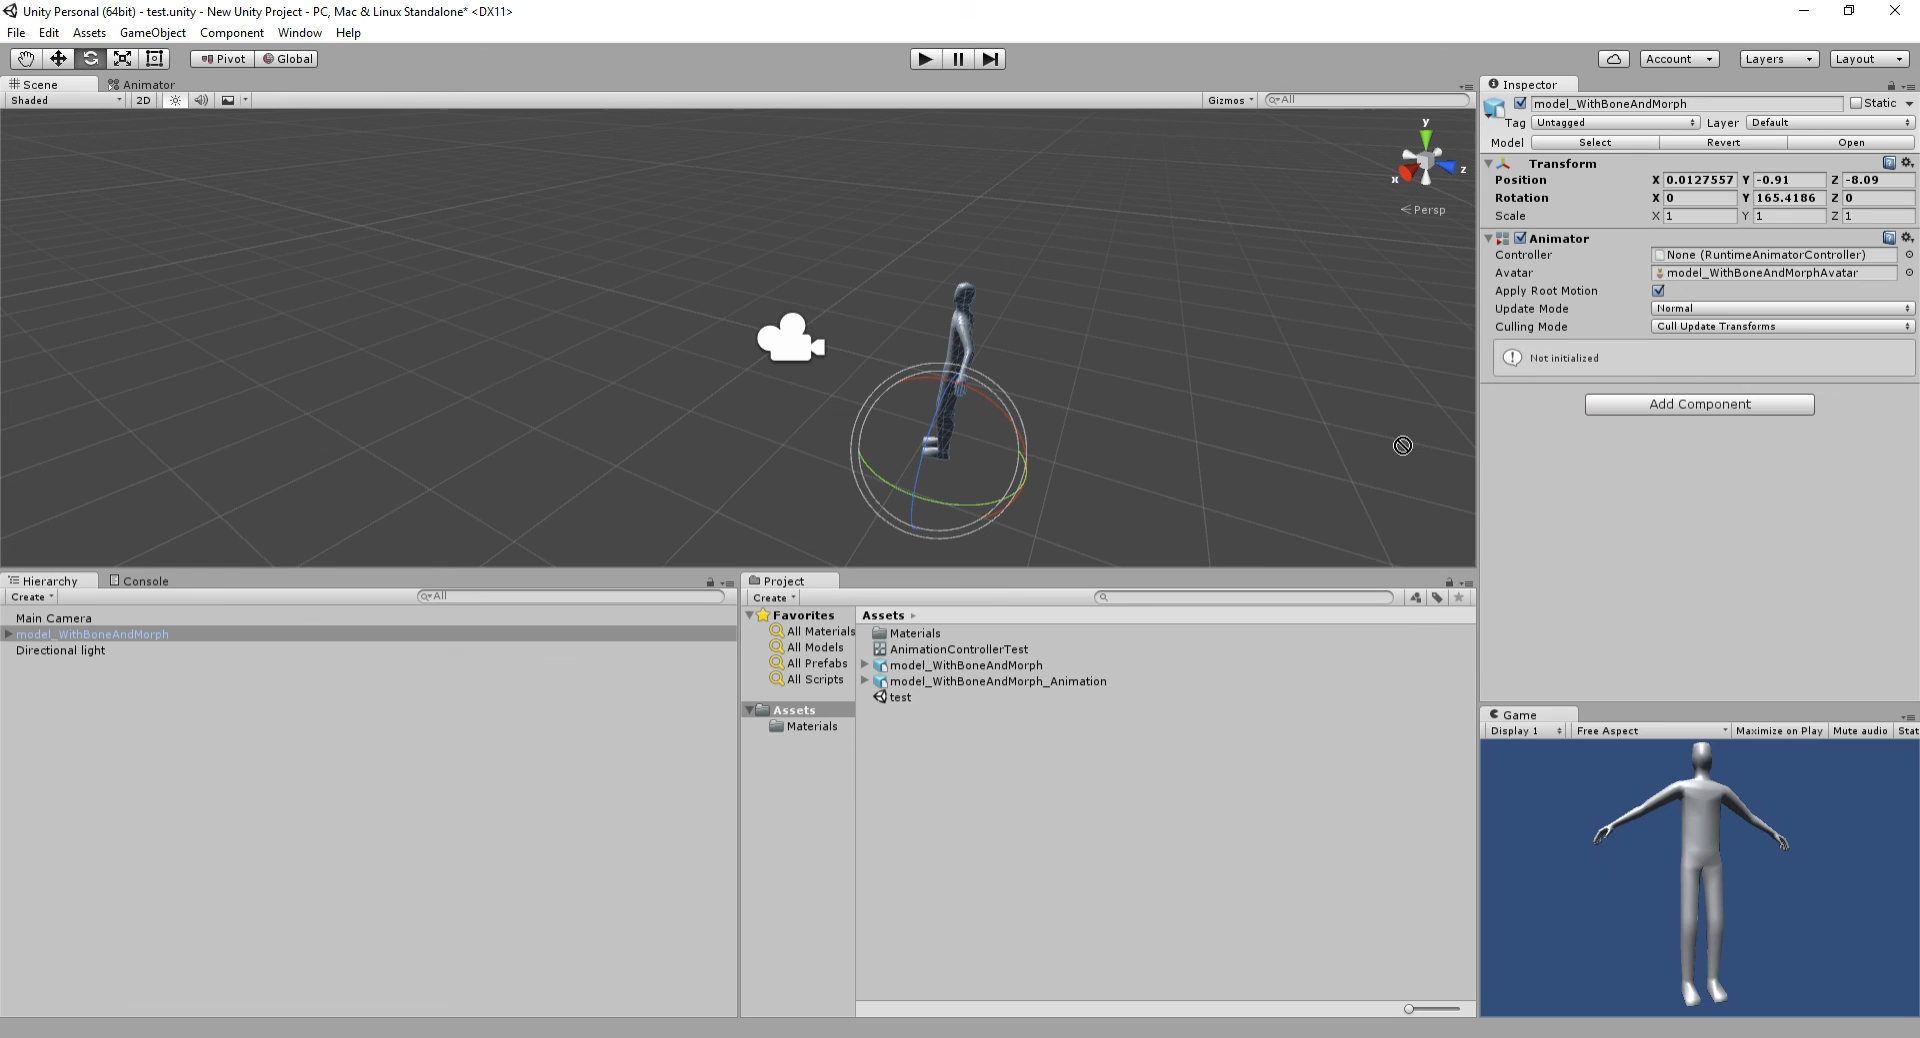 Unity Personal (64bit) - test.unity - New Unity Project - PC, Mac & Linux Standalone* <DX11>
File Edit Assets GameObject Component Window Help
Pivot Global Account Layers Layout
Scene Animator
Shaded 2D Gizmos All
y
x
z
Persp
Inspector
model_WithBoneAndMorph Static
Tag Untagged Layer Default
Model Select Revert Open
Transform
Position X 0.0127557 Y -0.91 Z -8.09
Rotation X 0 Y 165.4186 Z 0
Scale X 1 Y 1 Z 1
Animator
Controller None (RuntimeAnimatorController)
Avatar model_WithBoneAndMorphAvatar
Apply Root Motion
Update Mode Normal
Culling Mode Cull Update Transforms
Not initialized
Add Component
Hierarchy Console
Create All
Main Camera
model_WithBoneAndMorph
Directional light
Project
Create
Favorites
All Materials
All Models
All Prefabs
All Scripts
Assets
Materials
Assets
Materials
AnimationControllerTest
model_WithBoneAndMorph
model_WithBoneAndMorph_Animation
test
Game
Display 1 Free Aspect Maximize on Play Mute audio Stat